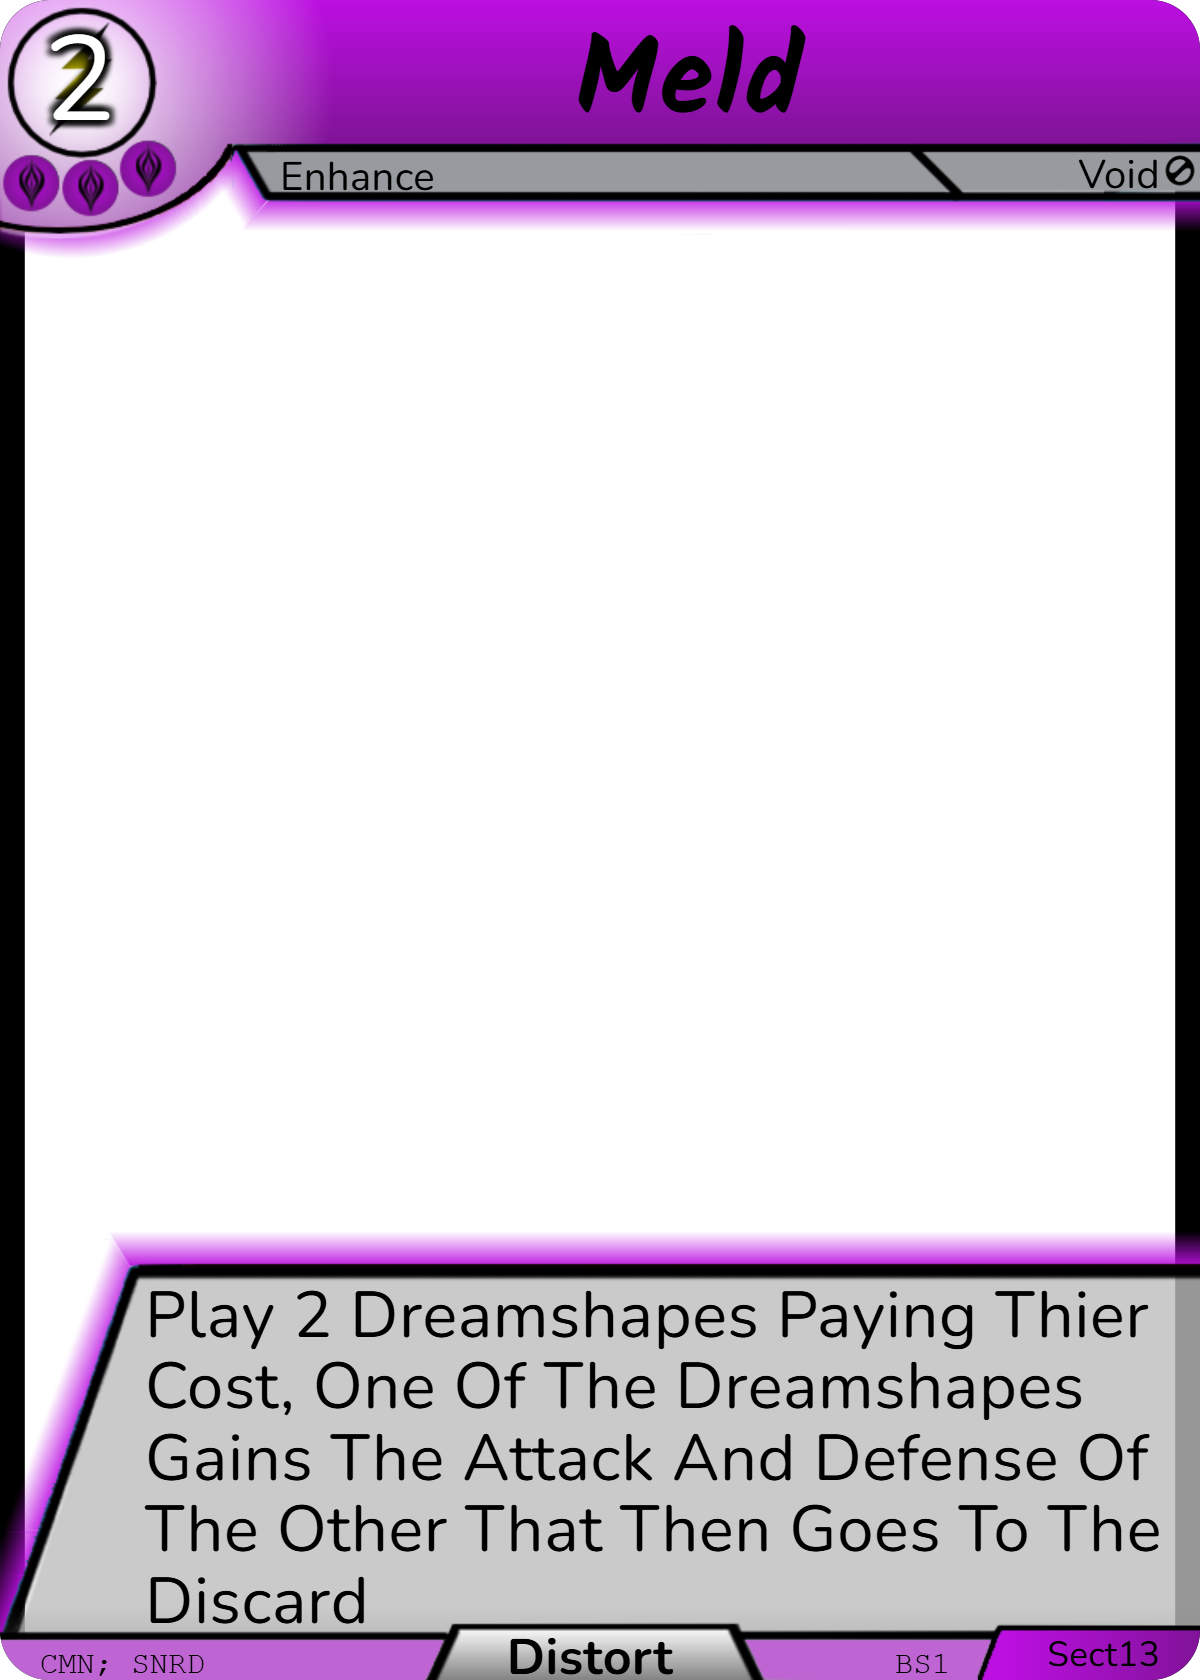 2
Meld
Enhance
Void
Play 2 Dreamshapes Paying Thier
Cost, One Of The Dreamshapes
Gains The Attack And Defense Of
The Other That Then Goes To The
Discard
CMN; SNRD
Distort
BS1
Sect13